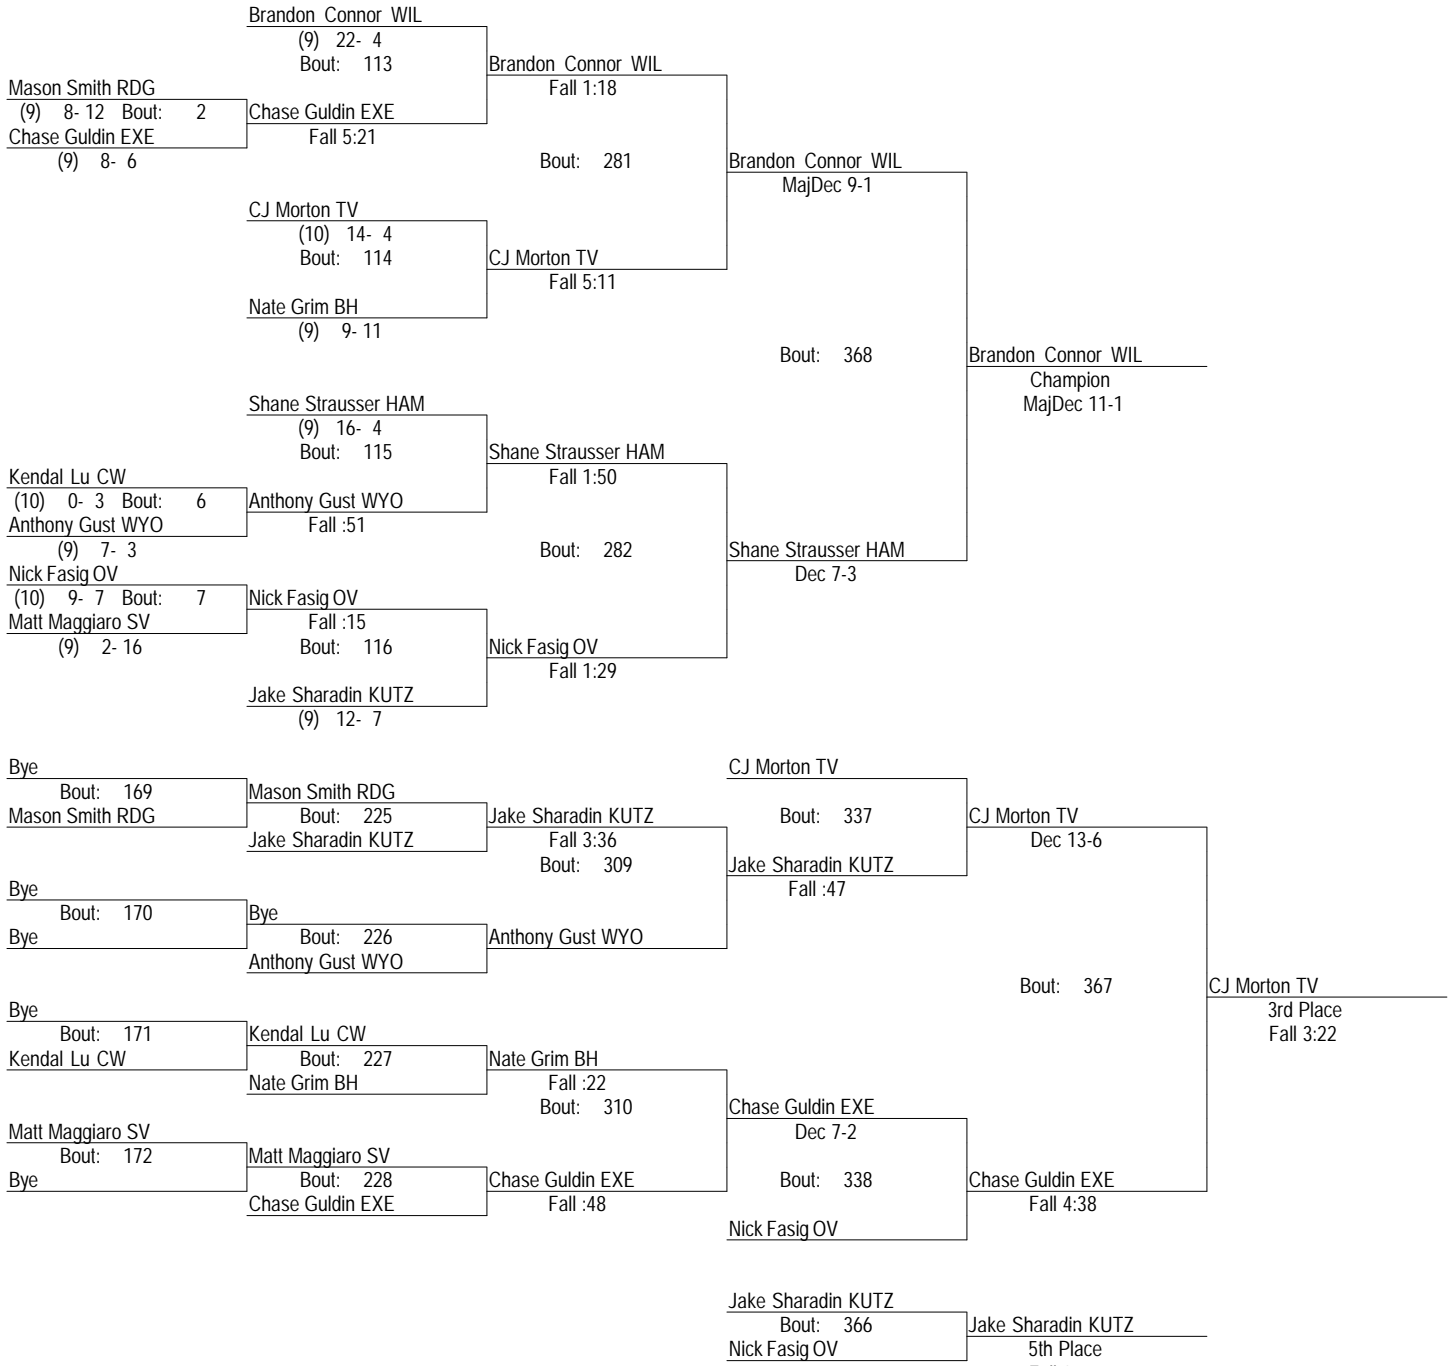 Brandon Connor WIL
(9) 22- 4
Bout: 113
Brandon Connor WIL
Fall 1:18
Mason Smith RDG
(9) 8- 12 Bout: 2
Chase Guldin EXE
Chase Guldin EXE
Fall 5:21
(9) 8- 6
Bout: 281
Brandon Connor WIL
MajDec 9-1
CJ Morton TV
(10) 14- 4
Bout: 114
CJ Morton TV
Fall 5:11
Nate Grim BH
(9) 9- 11
Bout: 368
Brandon Connor WIL
Champion
MajDec 11-1
Shane Strausser HAM
(9) 16- 4
Bout: 115
Shane Strausser HAM
Fall 1:50
Kendal Lu CW
(10) 0- 3 Bout: 6
Anthony Gust WYO
Anthony Gust WYO
Fall :51
(9) 7- 3
Bout: 282
Shane Strausser HAM
Dec 7-3
Nick Fasig OV
(10) 9- 7 Bout: 7
Nick Fasig OV
Matt Maggiaro SV
Fall :15
(9) 2- 16
Bout: 116
Nick Fasig OV
Fall 1:29
Jake Sharadin KUTZ
(9) 12- 7
Bye
Bout: 169
Mason Smith RDG
Mason Smith RDG
Bout: 225
Jake Sharadin KUTZ
Jake Sharadin KUTZ
Fall 3:36
Bout: 309
CJ Morton TV
Bout: 337
CJ Morton TV
Dec 13-6
Jake Sharadin KUTZ
Fall :47
Bye
Bout: 170
Bye
Bye
Bout: 226
Anthony Gust WYO
Anthony Gust WYO
Bout: 367
CJ Morton TV
3rd Place
Fall 3:22
Bye
Bout: 171
Kendal Lu CW
Kendal Lu CW
Bout: 227
Nate Grim BH
Nate Grim BH
Fall :22
Bout: 310
Chase Guldin EXE
Dec 7-2
Matt Maggiaro SV
Bout: 172
Bye
Matt Maggiaro SV
Bout: 228
Chase Guldin EXE
Chase Guldin EXE
Fall :48
Bout: 338
Chase Guldin EXE
Fall 4:38
Nick Fasig OV
Jake Sharadin KUTZ
Bout: 366
Jake Sharadin KUTZ
Nick Fasig OV
5th Place